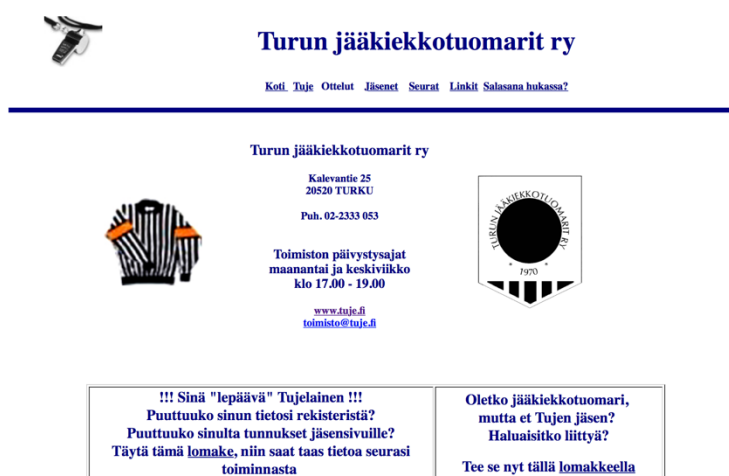 Turun jääkiekkotuomarit ry
Koti Tuje Ottelut Jäsenet Seurat Linkit Salasana hukassa?
Turun jääkiekkotuomarit ry
Kalevantie 25
20520 TURKU
Puh. 02-2333 053
Toimiston päivystysajat
maanantai ja keskiviikko
klo 17.00 - 19.00
www.tuje.fi
toimisto@tuje.fi
TURUN JÄÄKIEKKOTUOMARIT RY
1970
!!! Sinä "lepäävä" Tujelainen !!!
Puuttuuko sinun tietosi rekisteristä?
Puuttuuko sinulta tunnukset jäsensivuille?
Täytä tämä lomake, niin saat taas tietoa seurasi
toiminnasta
Oletko jääkiekkotuomari,
mutta et Tujen jäsen?
Haluaisitko liittyä?
Tee se nyt tällä lomakkeella